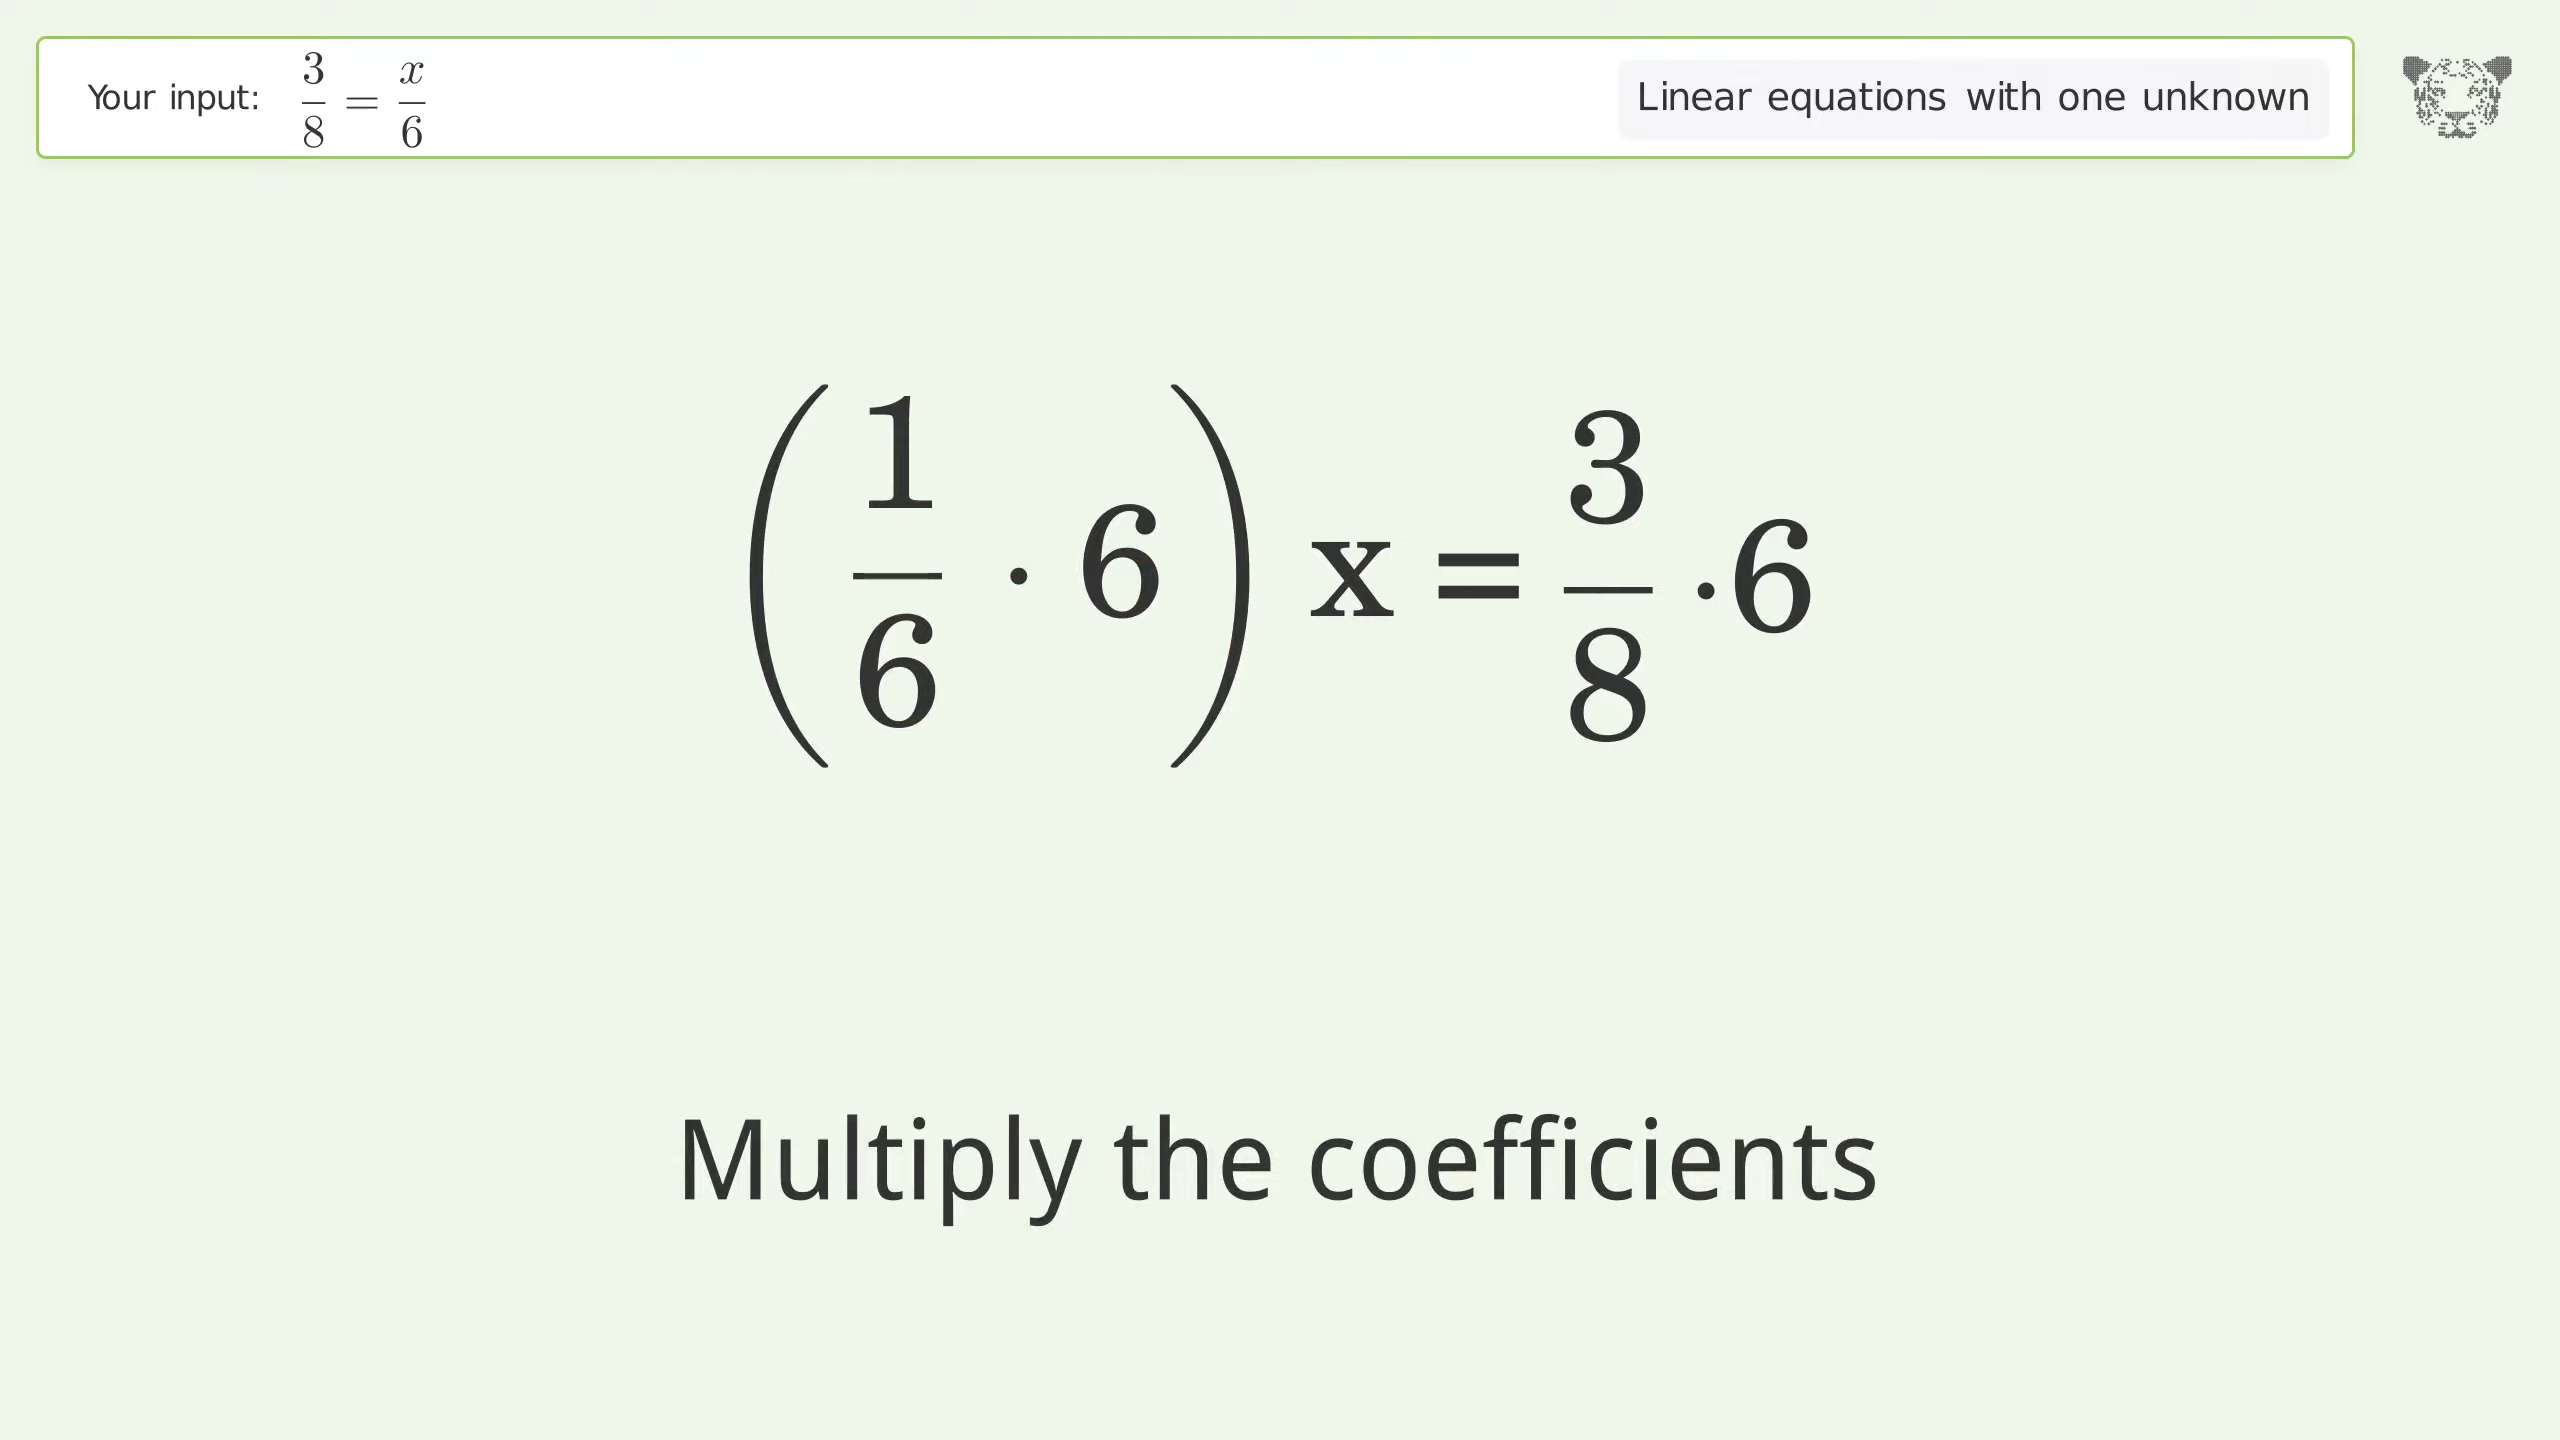 Your input: 3/8 = x/6
Linear equations with one unknown
(1/6 · 6) x = 3/8 · 6
Multiply the coefficients